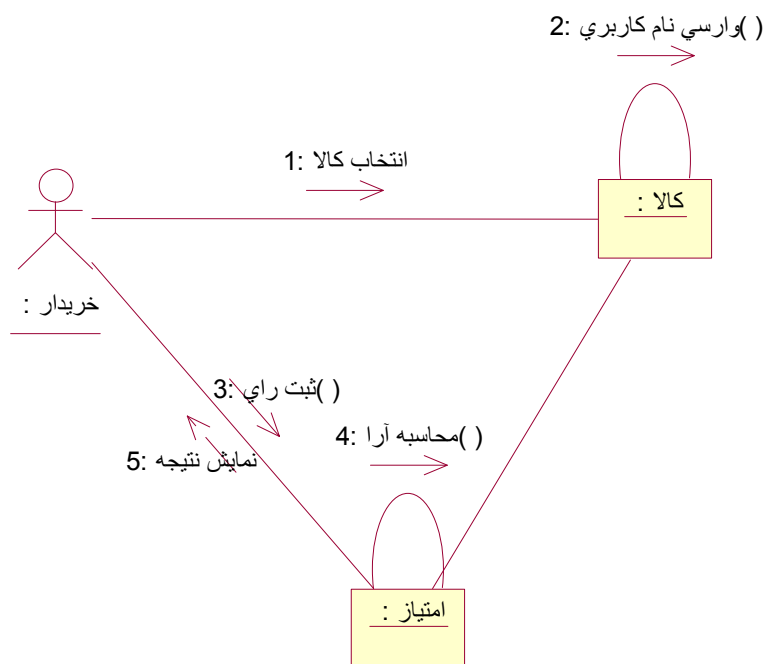 2: وارسي نام كاربري( )
1: انتخاب كالا
: كالا
: خريدار
3: ثبت راي( )
4: محاسبه آرا( )
5: نمايش نتيجه
: امتياز